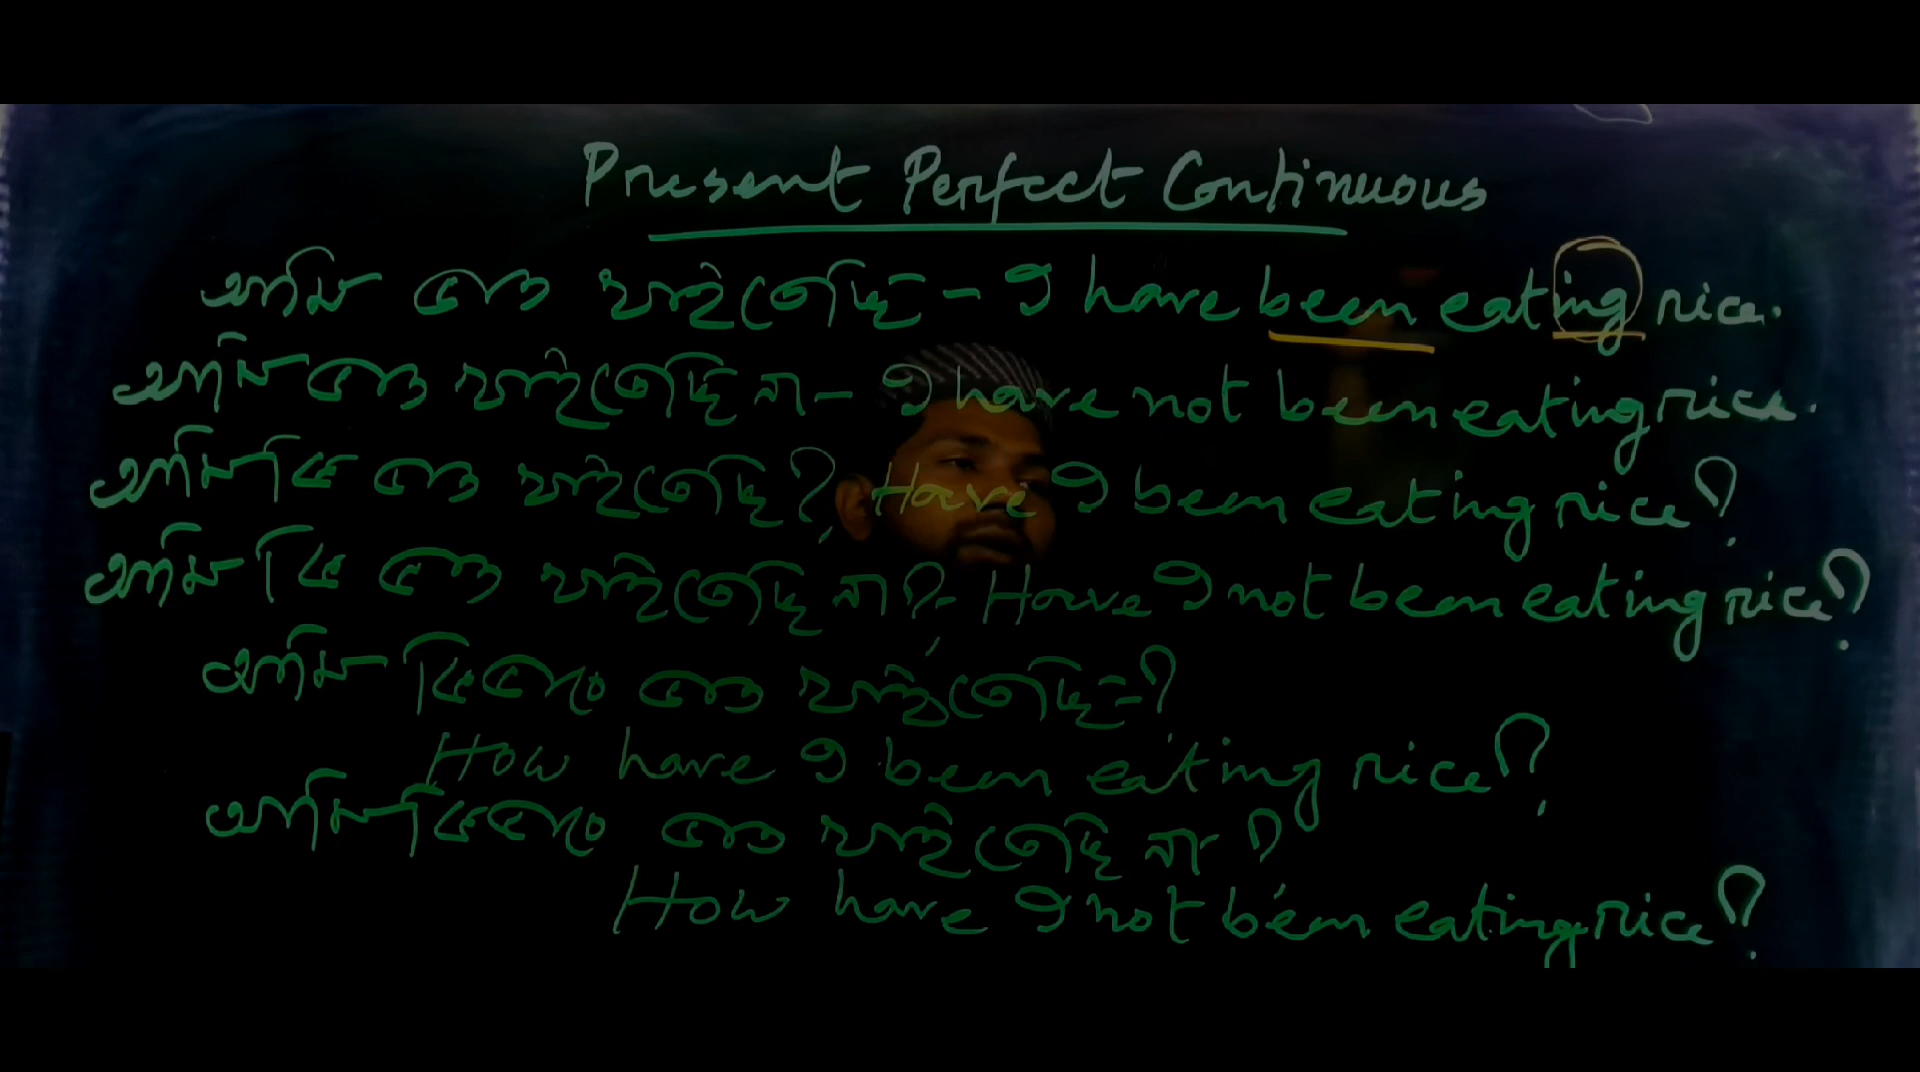 Present Perfect Continuous
আমি ভাত খাইতেছি - I have been eating rice.
আমি ভাত খাইতেছি না - I have not been eating rice.
আমি কি ভাত খাইতেছি? Have I been eating rice?
আমি কি ভাত খাইতেছি না? - Have I not been eating rice?
আমি কিভাবে ভাত খাইতেছি - ?
How have I been eating rice?
আমি কিভাবে ভাত খাইতেছি না?
How have I not been eating rice?